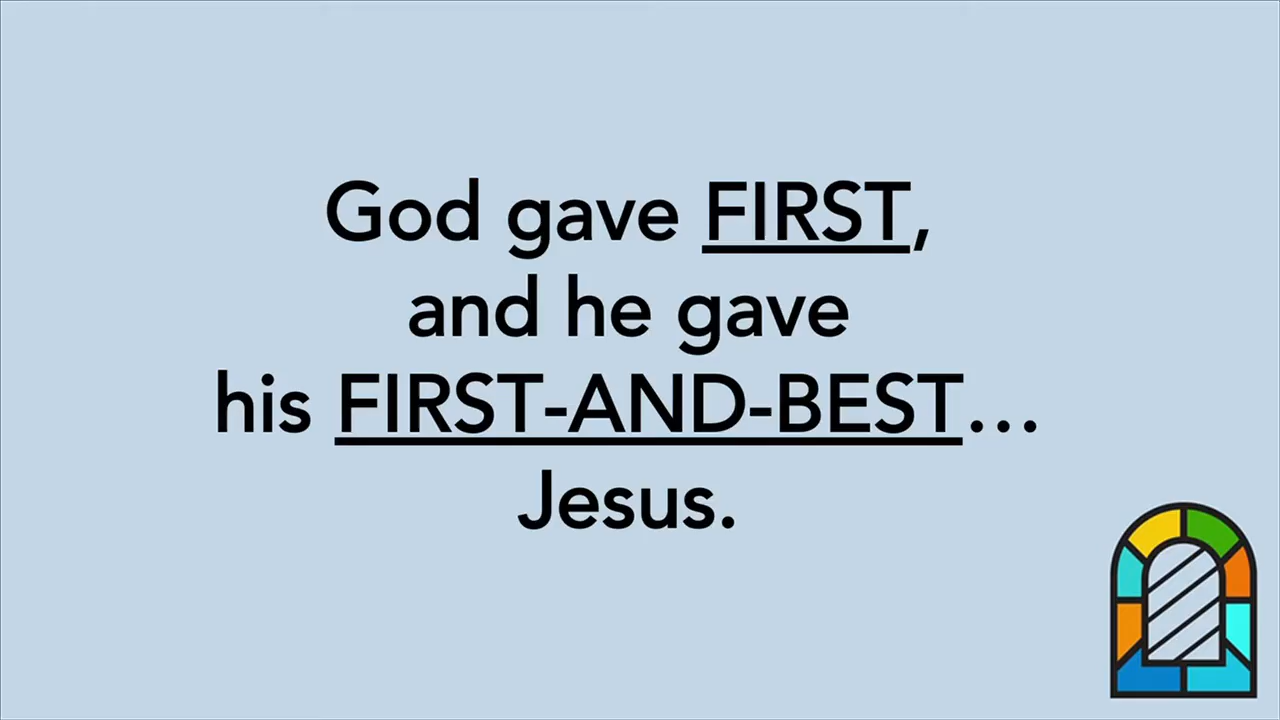 God gave FIRST,
and he gave
his FIRST-AND-BEST...
Jesus.